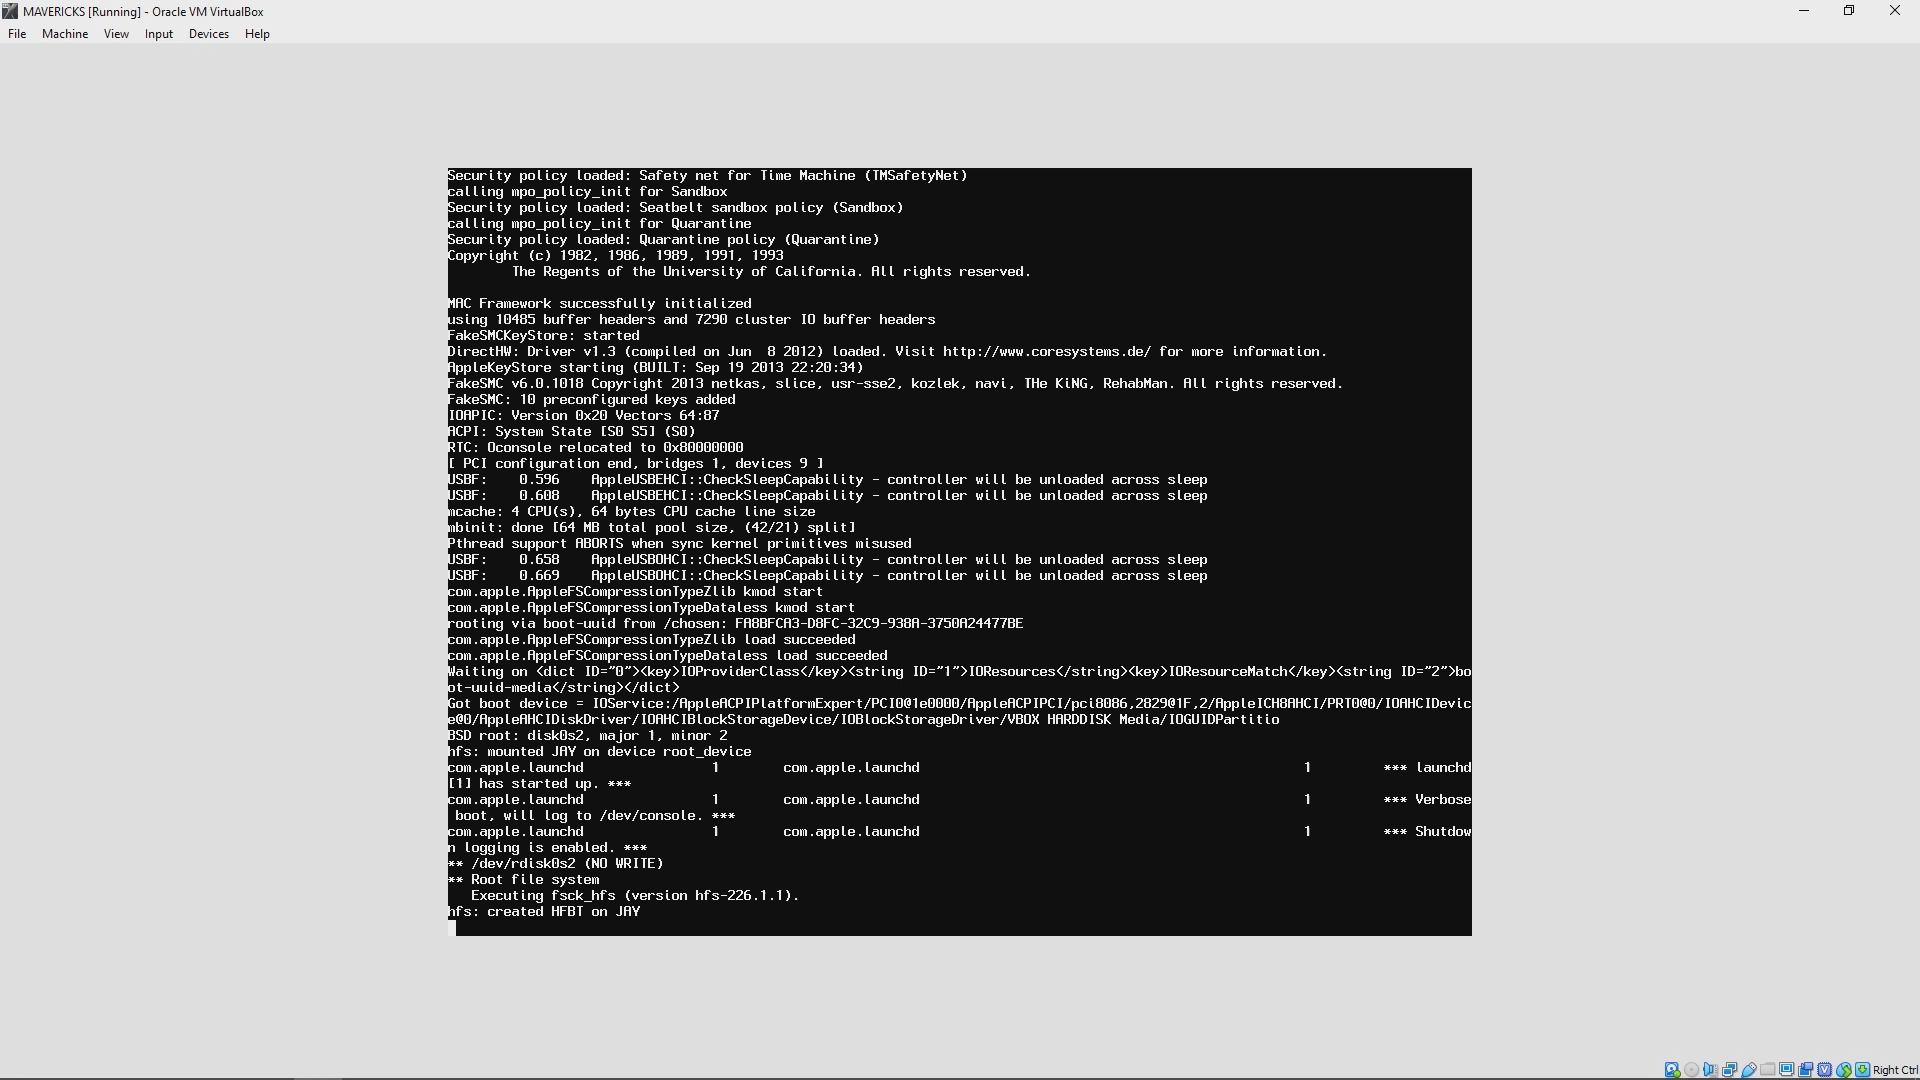 MAVERICKS [Running] - Oracle VM VirtualBox
File Machine View Input Devices Help
Security policy loaded: Safety net for Time Machine (TMSafetyNet)
calling mpo_policy_init for Sandbox
Security policy loaded: Seatbelt sandbox policy (Sandbox)
calling mpo_policy_init for Quarantine
Security policy loaded: Quarantine policy (Quarantine)
Copyright (c) 1982, 1986, 1989, 1991, 1993
The Regents of the University of California. All rights reserved.
MAC Framework successfully initialized
using 10485 buffer headers and 7290 cluster IO buffer headers
FakeSMCKeyStore: started
DirectHW: Driver v1.3 (compiled on Jun  8 2012) loaded. Visit http://www.coresystems.de/ for more information.
AppleKeyStore starting (BUILT: Sep 19 2013 22:20:34)
FakeSMC v6.0.1018 Copyright 2013 netkas, slice, usr-sse2, kozlek, navi, THe KiNG, RehabMan. All rights reserved.
FakeSMC: 10 preconfigured keys added
IOAPIC: Version 0x20 Vectors 64:87
ACPI: System State [S0 S5] (S0)
RTC: Oconsole relocated to 0x80000000
[ PCI configuration end, bridges 1, devices 9 ]
USBF:    0.596    AppleUSBEHCI::CheckSleepCapability - controller will be unloaded across sleep
USBF:    0.608    AppleUSBEHCI::CheckSleepCapability - controller will be unloaded across sleep
mcache: 4 CPU(s), 64 bytes CPU cache line size
mbinit: done [64 MB total pool size, (42/21) split]
Pthread support ABORTS when sync kernel primitives misused
USBF:    0.658    AppleUSBOHCI::CheckSleepCapability - controller will be unloaded across sleep
USBF:    0.669    AppleUSBOHCI::CheckSleepCapability - controller will be unloaded across sleep
com.apple.AppleFSCompressionTypeZlib kmod start
com.apple.AppleFSCompressionTypeDataless kmod start
rooting via boot-uuid from /chosen: FA8BFCA3-D8FC-32C9-938A-3750A24477BE
com.apple.AppleFSCompressionTypeZlib load succeeded
com.apple.AppleFSCompressionTypeDataless load succeeded
Waiting on <dict ID="0"><key>IOProviderClass</key><string ID="1">IOResources</string><key>IOResourceMatch</key><string ID="2">bo
ot-uuid-media</string></dict>
Got boot device = IOService:/AppleACPIPlatformExpert/PCI0@1e0000/AppleACPIPCI/pci8086,2829@1F,2/AppleICH8AHCI/PRT0@0/IOAHCIDevic
e@0/AppleAHCIDiskDriver/IOAHCIBlockStorageDevice/IOBlockStorageDriver/VBOX HARDDISK Media/IOGUIDPartitio
BSD root: disk0s2, major 1, minor 2
hfs: mounted JAY on device root_device
com.apple.launchd 1 com.apple.launchd 1 *** launchd
[1] has started up. ***
com.apple.launchd 1 com.apple.launchd 1 *** Verbose
boot, will log to /dev/console. ***
com.apple.launchd 1 com.apple.launchd 1 *** Shutdow
n logging is enabled. ***
** /dev/rdisk0s2 (NO WRITE)
** Root file system
Executing fsck_hfs (version hfs-226.1.1).
hfs: created HFBT on JAY
Right Ctrl